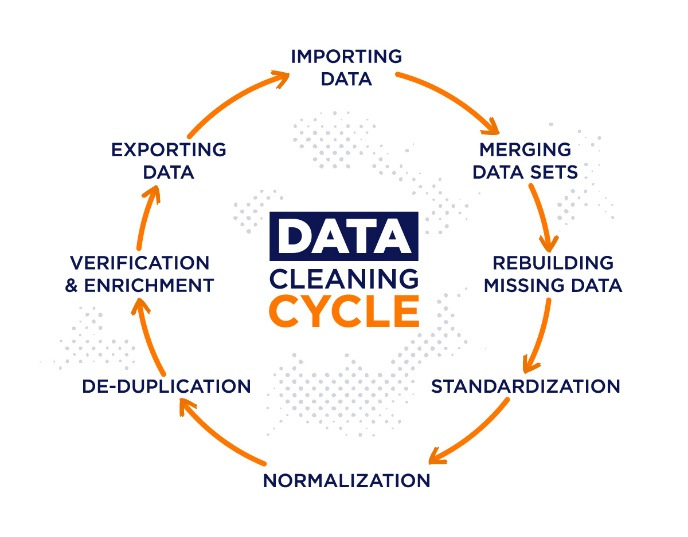 IMPORTING
DATA
MERGING
DATA SETS
REBUILDING
MISSING DATA
STANDARDIZATION
NORMALIZATION
DE-DUPLICATION
VERIFICATION
& ENRICHMENT
EXPORTING
DATA
DATA
CLEANING
CYCLE